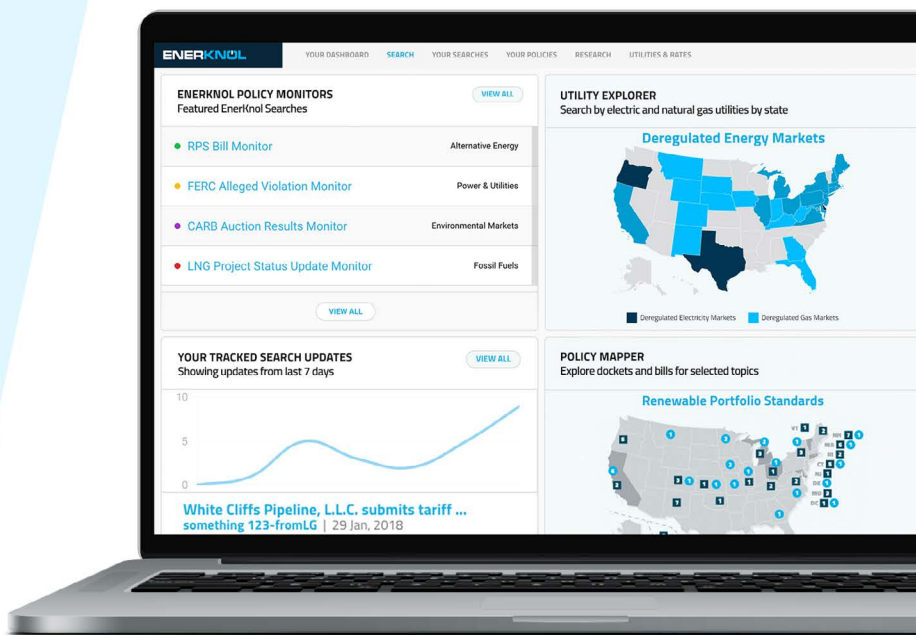 ENERKNOL
YOUR DASHBOARD SEARCH YOUR SEARCHES YOUR POLICIES RESEARCH UTILITIES & RATES
ENERKNOL POLICY MONITORS
Featured EnerKnol Searches
VIEW ALL
RPS Bill Monitor Alternative Energy
FERC Alleged Violation Monitor Power & Utilities
CARB Auction Results Monitor Environmental Markets
LNG Project Status Update Monitor Fossil Fuels
VIEW ALL
UTILITY EXPLORER
Search by electric and natural gas utilities by state
Deregulated Energy Markets
Deregulated Electricity Markets Deregulated Gas Markets
YOUR TRACKED SEARCH UPDATES
Showing updates from last 7 days
VIEW ALL
10
5
0
White Cliffs Pipeline, L.L.C. submits tariff ...
something 123-fromLG | 29 Jan, 2018
POLICY MAPPER
Explore dockets and bills for selected topics
Renewable Portfolio Standards
VT
CT
NJ
DE
DC